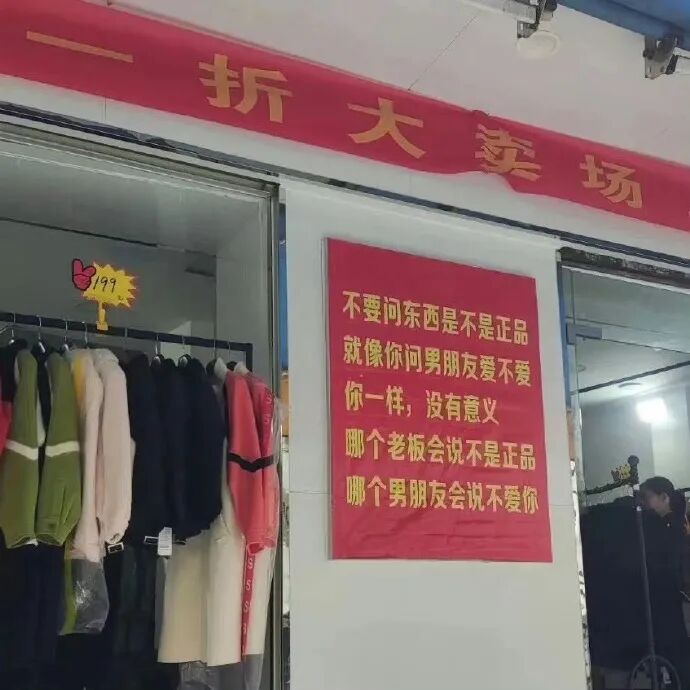 一折大卖场
199
不要问东西是不是正品
就像你问男朋友爱不爱
你一样，没有意义
哪个老板会说不是正品
哪个男朋友会说不爱你
S
S
S
S